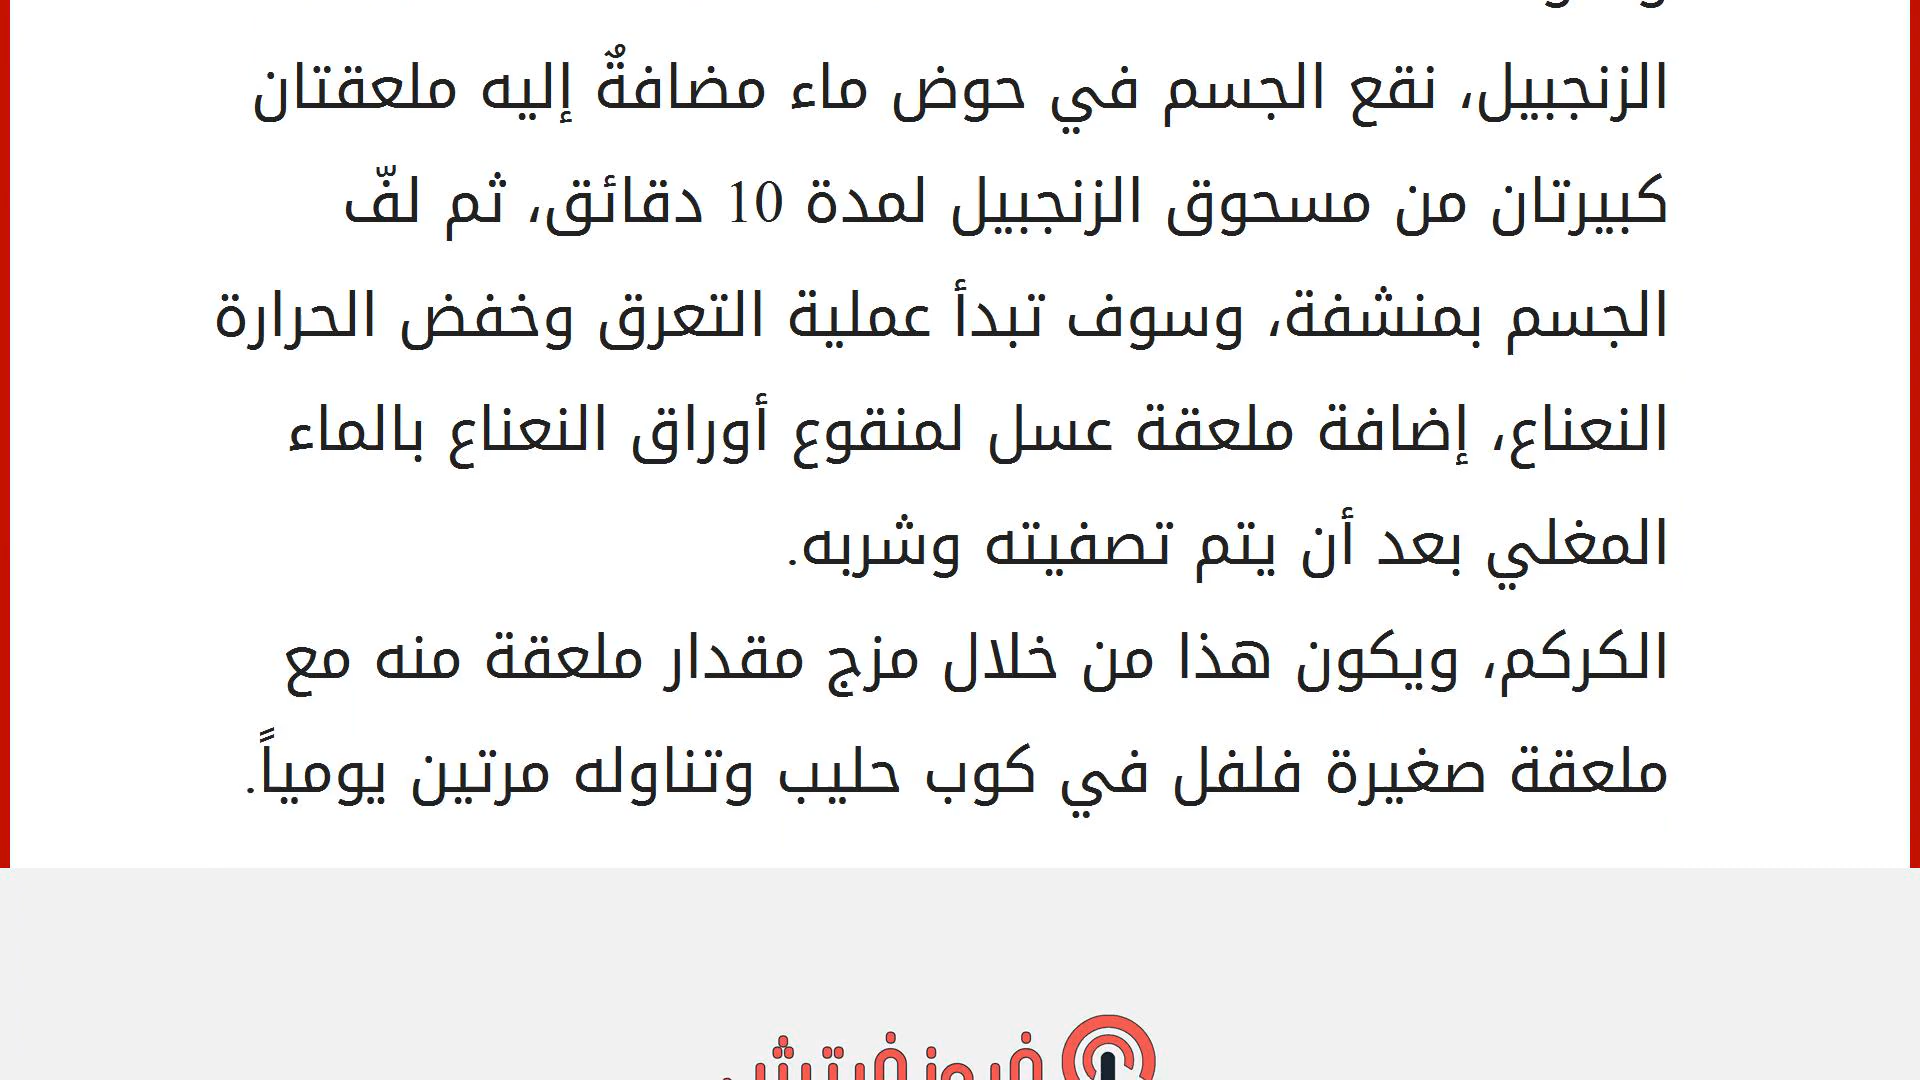 الزنجبيل، نقع الجسم في حوض ماء مضافةٌ إليه ملعقتان
كبيرتان من مسحوق الزنجبيل لمدة 10 دقائق، ثم لفّ
الجسم بمنشفة، وسوف تبدأ عملية التعرق وخفض الحرارة
النعناع، إضافة ملعقة عسل لمنقوع أوراق النعناع بالماء
المغلي بعد أن يتم تصفيته وشربه.
الكركم، ويكون هذا من خلال مزج مقدار ملعقة منه مع
ملعقة صغيرة فلفل في كوب حليب وتناوله مرتين يومياً.